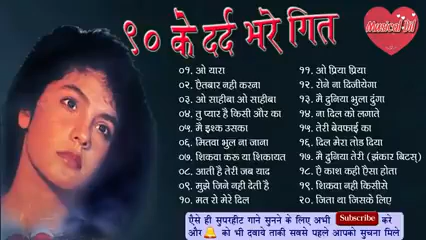 ९० के दर्द भरे गित
Musical Dil
०१. ओ यारा
०२. ऐतबार नही करना
०३. ओ साहीबा ओ साहीबा
०४. तु प्यार है किसी और का
०५. मै इश्क उसका
०६. मितवा भुल ना जाना
०७. शिकवा करू या शिकायत
०८. आती है तेरी जब याद
०९. मुझे जिने नही देती है
१०. मत रो मेरे दिल
११. ओ प्रिया प्रिया
१२. रोने ना दिजीयेगा
१३. मै दुनिया भुला दुंगा
१४. ना दिल को लगाते
१५. तेरी बेवफाई का
१६. दिल मेरा तोड दिया
१७. मै दुनिया तेरी (झंकार बिटस्)
१८. ऐ काश कही ऐसा होता
१९. शिकवा नही किसीसे
२०. जिता था जिसके लिए
ऐसे ही सुपरहीट गाने सुनने के लिए अभी Subscribe करे
और को भी दबाये ताकी सबसे पहले आपको सुचना मिले